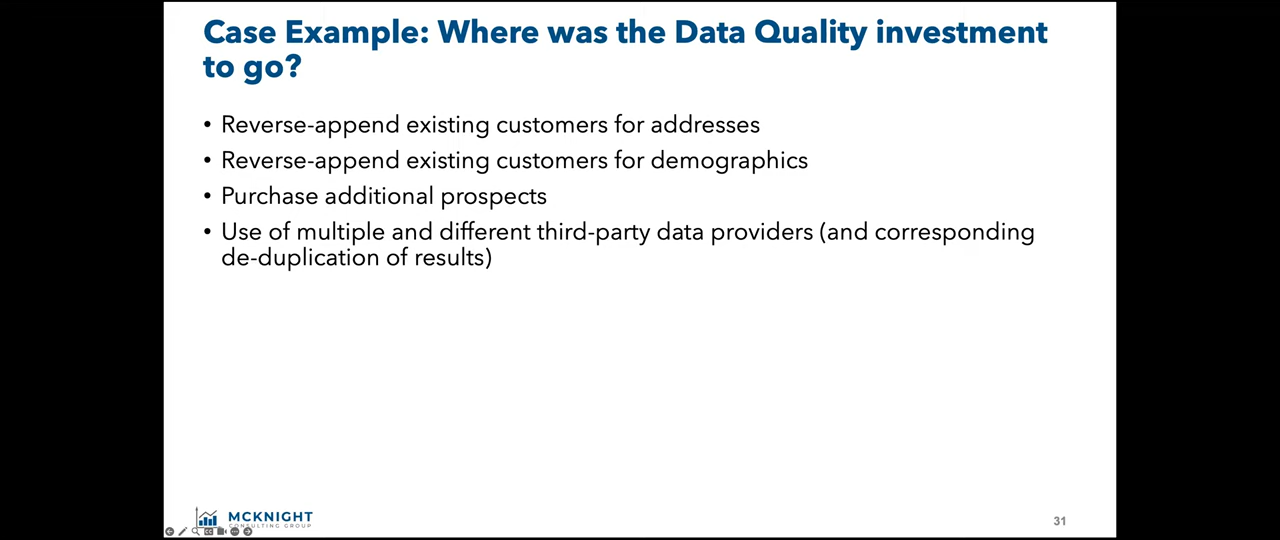 Case Example: Where was the Data Quality investment
to go?
• Reverse-append existing customers for addresses
• Reverse-append existing customers for demographics
• Purchase additional prospects
• Use of multiple and different third-party data providers (and corresponding
de-duplication of results)
MCKNIGHT
CONSULTING GROUP
31